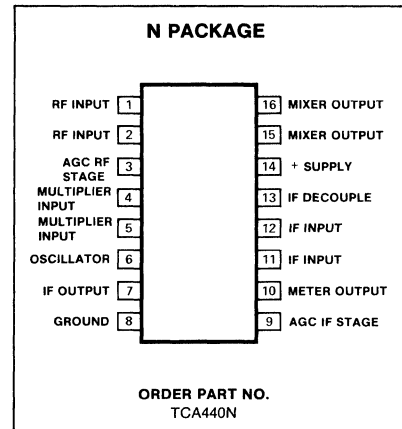 N PACKAGE
RF INPUT 1
RF INPUT 2
AGC RF
STAGE 3
MULTIPLIER
INPUT 4
MULTIPLIER
INPUT 5
OSCILLATOR 6
IF OUTPUT 7
GROUND 8
16 MIXER OUTPUT
15 MIXER OUTPUT
14 + SUPPLY
13 IF DECOUPLE
12 IF INPUT
11 IF INPUT
10 METER OUTPUT
9 AGC IF STAGE
ORDER PART NO.
TCA440N